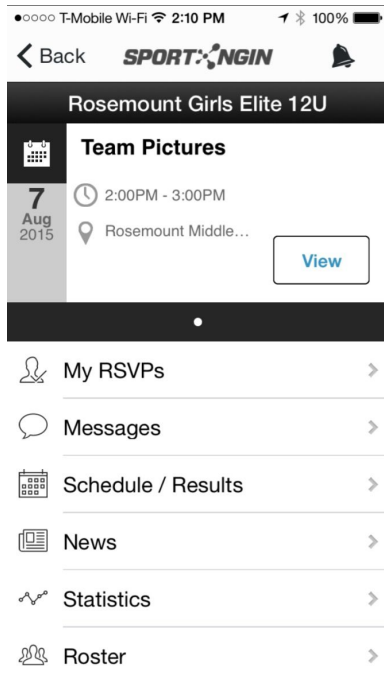 T-Mobile Wi-Fi 2:10 PM 100%
Back SPORT NGIN
Rosemount Girls Elite 12U
Team Pictures
7
Aug
2015
2:00PM - 3:00PM
Rosemount Middle...
View
My RSVPs
Messages
Schedule / Results
News
Statistics
Roster